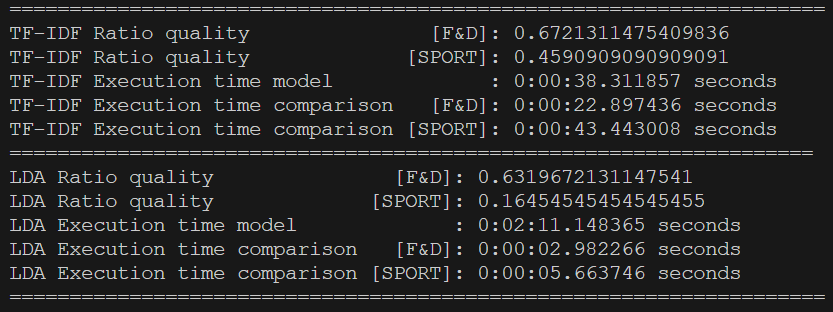 ====================================================================
TF-IDF Ratio quality               [F&D]: 0.6721311475409836
TF-IDF Ratio quality             [SPORT]: 0.4590909090909091
TF-IDF Execution time model             : 0:00:38.311857 seconds
TF-IDF Execution time comparison   [F&D]: 0:00:22.897436 seconds
TF-IDF Execution time comparison [SPORT]: 0:00:43.443008 seconds
===================================================================
LDA Ratio quality               [F&D]: 0.6319672131147541
LDA Ratio quality             [SPORT]: 0.16454545454545455
LDA Execution time model             : 0:02:11.148365 seconds
LDA Execution time comparison   [F&D]: 0:00:02.982266 seconds
LDA Execution time comparison [SPORT]: 0:00:05.663746 seconds
====================================================================